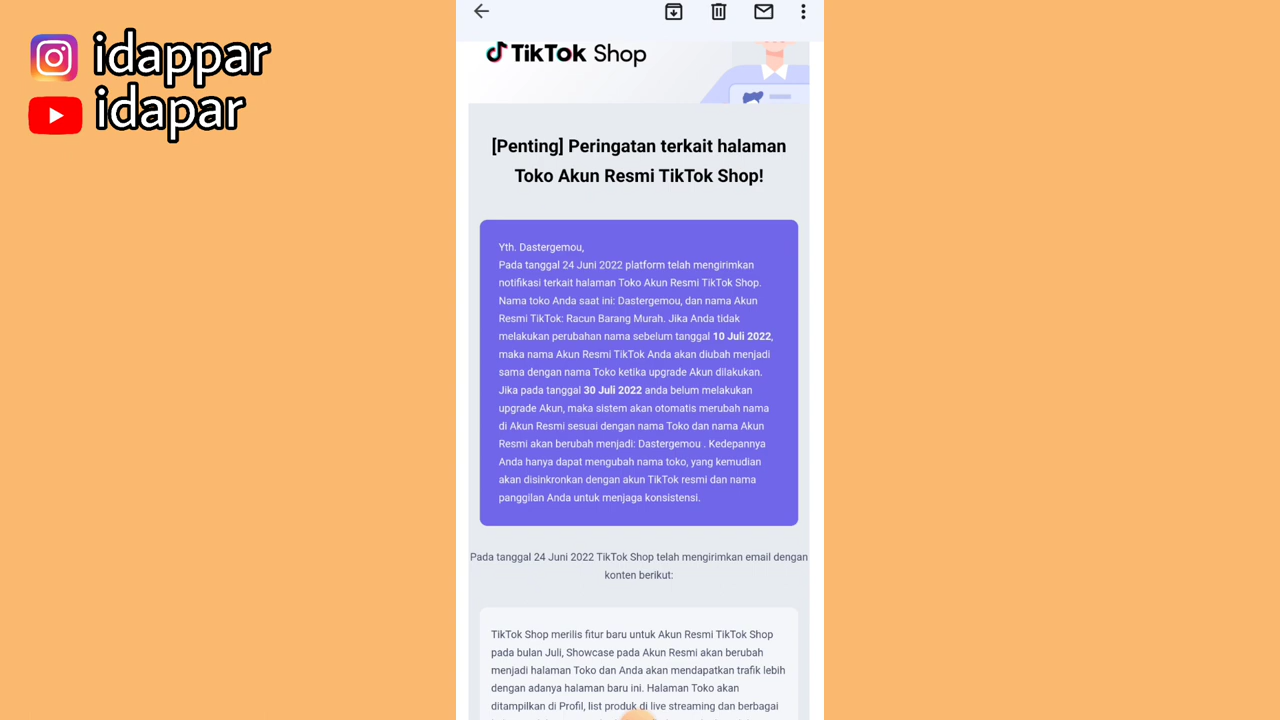 idappar
idapar
TikTok Shop
[Penting] Peringatan terkait halaman
Toko Akun Resmi TikTok Shop!
Yth. Dastergemou,
Pada tanggal 24 Juni 2022 platform telah mengirimkan
notifikasi terkait halaman Toko Akun Resmi TikTok Shop.
Nama toko Anda saat ini: Dastergemou, dan nama Akun
Resmi TikTok: Racun Barang Murah. Jika Anda tidak
melakukan perubahan nama sebelum tanggal 10 Juli 2022,
maka nama Akun Resmi TikTok Anda akan diubah menjadi
sama dengan nama Toko ketika upgrade Akun dilakukan.
Jika pada tanggal 30 Juli 2022 anda belum melakukan
upgrade Akun, maka sistem akan otomatis merubah nama
di Akun Resmi sesuai dengan nama Toko dan nama Akun
Resmi akan berubah menjadi: Dastergemou . Kedepannya
Anda hanya dapat mengubah nama toko, yang kemudian
akan disinkronkan dengan akun TikTok resmi dan nama
panggilan Anda untuk menjaga konsistensi.
Pada tanggal 24 Juni 2022 TikTok Shop telah mengirimkan email dengan
konten berikut:
TikTok Shop merilis fitur baru untuk Akun Resmi TikTok Shop
pada bulan Juli, Showcase pada Akun Resmi akan berubah
menjadi halaman Toko dan Anda akan mendapatkan trafik lebih
dengan adanya halaman baru ini. Halaman Toko akan
ditampilkan di Profil, list produk di live streaming dan berbagai